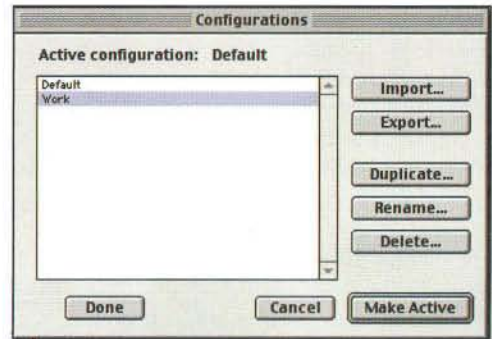 Configurations
Active configuration: Default
Default
Work
Import...
Export...
Duplicate...
Rename...
Delete...
Done
Cancel
Make Active